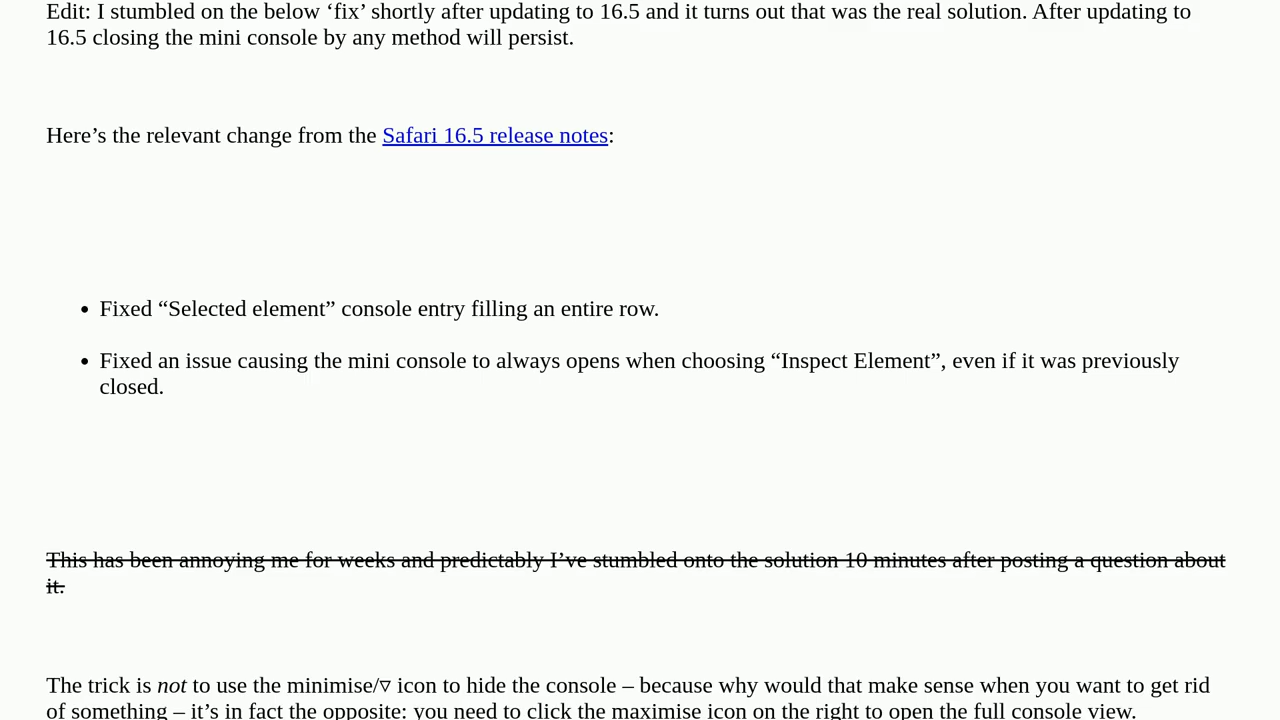 Edit: I stumbled on the below ‘fix’ shortly after updating to 16.5 and it turns out that was the real solution. After updating to
16.5 closing the mini console by any method will persist.
Here’s the relevant change from the Safari 16.5 release notes:
• Fixed “Selected element” console entry filling an entire row.
• Fixed an issue causing the mini console to always opens when choosing “Inspect Element”, even if it was previously
closed.
This has been annoying me for weeks and predictably I’ve stumbled onto the solution 10 minutes after posting a question about
it.
The trick is not to use the minimise/▿ icon to hide the console – because why would that make sense when you want to get rid
of something – it’s in fact the opposite: you need to click the maximise icon on the right to open the full console view.